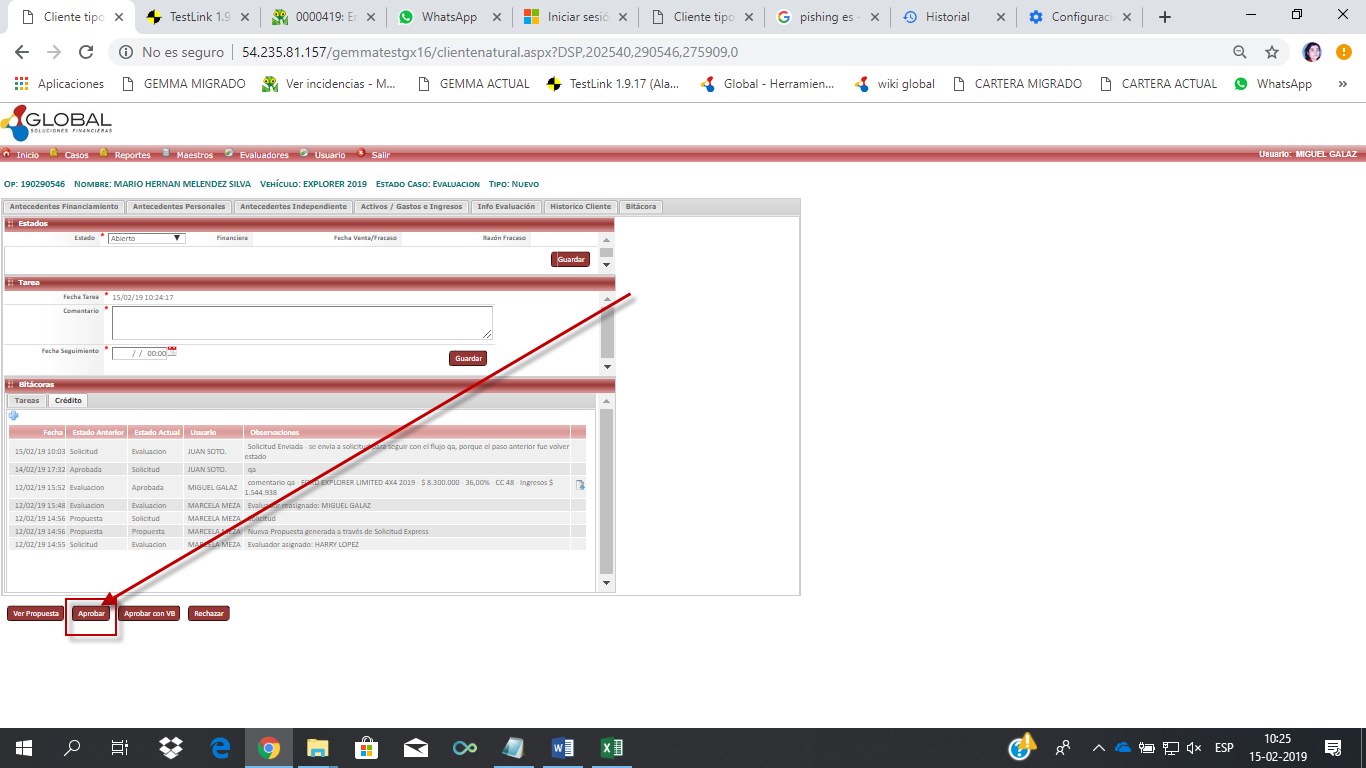 Cliente tipo
TestLink 1.9
0000419: E
WhatsApp
Iniciar sesió
Cliente tipo
pishing es -
Historial
Configuraci
No es seguro | 54.235.81.157/gemmatestgx16/clientenatural.aspx?DSP,202540,290546,275909,0
Aplicaciones
GEMMA MIGRADO
Ver incidencias - M...
GEMMA ACTUAL
TestLink 1.9.17 (Ala...
Global - Herramien...
wiki global
CARTERA MIGRADO
CARTERA ACTUAL
WhatsApp
»
GLOBAL
SOLUCIONES FINANCIERAS
Inicio Casos Reportes Maestros Evaluadores Usuario Salir
Usuario: MIGUEL GALAZ
Op: 190290546 Nombre: MARIO HERNAN MELENDEZ SILVA Vehículo: EXPLORER 2019 Estado Caso: Evaluacion Tipo: Nuevo
Antecedentes Financiamiento
Antecedentes Personales
Antecedentes Independiente
Activos / Gastos e Ingresos
Info Evaluación
Historico Cliente
Bitácora
Estados
Estado * Abierto Financiera Fecha Venta/Fracaso Razón Fracaso
Guardar
Tarea
Fecha Tarea * 15/02/19 10:24:17
Comentario *
Fecha Seguimiento * / / 00:00
Guardar
Bitácoras
Tareas Crédito
Fecha Estado Anterior Estado Actual Usuario Observaciones
15/02/19 10:03 Solicitud Evaluacion JUAN SOTO. Solicitud Enviada - se envia a solicitud para seguir con el flujo qa, porque el paso anterior fue volver
estado
14/02/19 17:32 Aprobada Solicitud JUAN SOTO. qa
12/02/19 15:52 Evaluacion Aprobada MIGUEL GALAZ comentario qa - FORD EXPLORER LIMITED 4X4 2019 - $ 8.300.000 - 36,00% - CC 48 - Ingresos $
1.544.938
12/02/19 15:48 Evaluacion Evaluacion MARCELA MEZA Evaluador reasignado: MIGUEL GALAZ
12/02/19 14:56 Propuesta Solicitud MARCELA MEZA Solicitud
12/02/19 14:56 Propuesta Propuesta MARCELA MEZA Nueva Propuesta generada a través de Solicitud Express
12/02/19 14:55 Solicitud Evaluacion MARCELA MEZA Evaluador asignado: HARRY LOPEZ
Ver Propuesta
Aprobar
Aprobar con VB
Rechazar
ESP
10:25
15-02-2019